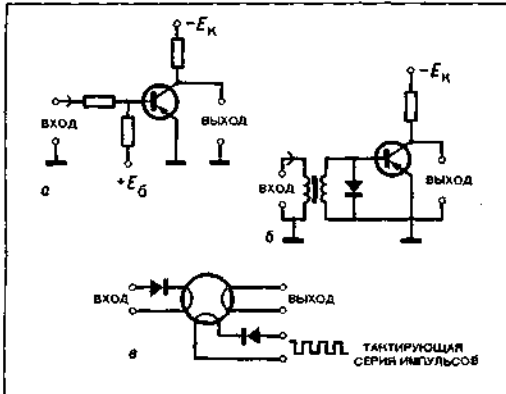 −Eк
ВХОД
ВЫХОД
+Eб
а
−Eк
ВХОД
ВЫХОД
б
ВХОД
ВЫХОД
в
ТАКТИРУЮЩАЯ
СЕРИЯ ИМПУЛЬСОВ